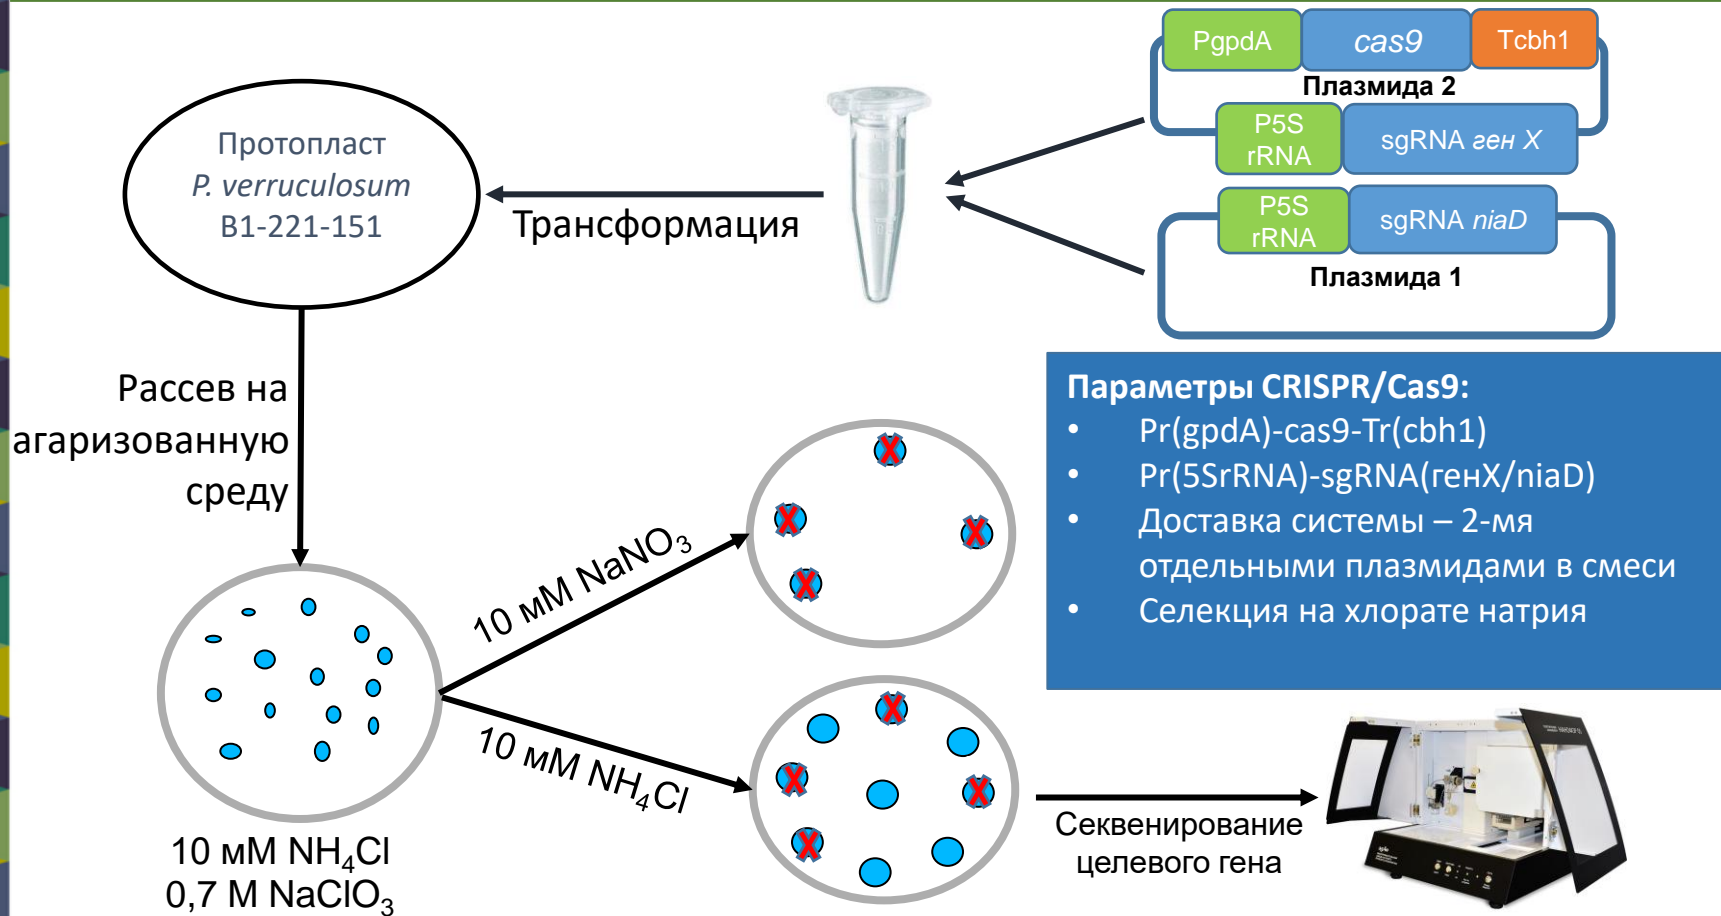 PgpdA
cas9
Tcbh1
Плазмида 2
P5S
rRNA
sgRNA ген X
P5S
rRNA
sgRNA niaD
Плазмида 1
Протопласт
P. verruculosum
B1-221-151
Трансформация
Рассев на
агаризованную
среду
10 мМ NH₄Cl
0,7 М NaClO₃
10 мМ NaNO₃
10 мМ NH₄Cl
X
X
X
X
X
X
X
X
Параметры CRISPR/Cas9:
• Pr(gpdA)-cas9-Tr(cbh1)
• Pr(5SrRNA)-sgRNA(генX/niaD)
• Доставка системы – 2-мя
отдельными плазмидами в смеси
• Селекция на хлорате натрия
Секвенирование
целевого гена